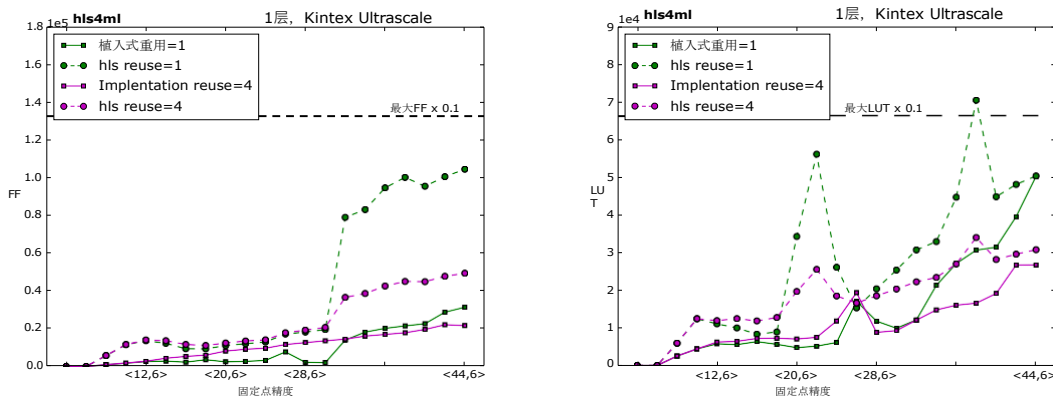 1e5 hls4ml 1层, Kintex Ultrascale
植入式重用=1
hls reuse=1
Implentation reuse=4
hls reuse=4
最大FF x 0.1
1.8
1.6
1.4
1.2
1.0
0.8
0.6
0.4
0.2
0.0
FF
<12,6> <20,6> <28,6> <44,6>
固定点精度
1e4 hls4ml 1层, Kintex Ultrascale
植入式重用=1
hls reuse=1
Implentation reuse=4
hls reuse=4
最大LUT x 0.1
9
8
7
6
5
4
3
2
1
0
LU
T
<12,6> <20,6> <28,6> <44,6>
固定点精度